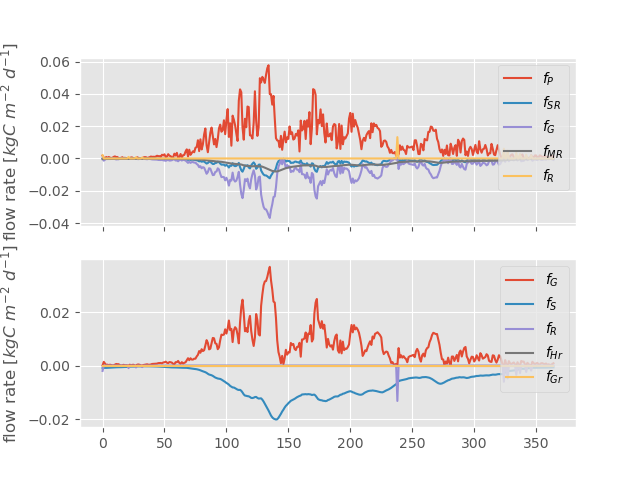 0.06
0.04
0.02
0.00
−0.02
−0.04
flow rate [kgC m⁻² d⁻¹]
f_P
f_SR
f_G
f_MR
f_R
0.02
0.00
−0.02
flow rate [kgC m⁻² d⁻¹]
f_G
f_S
f_R
f_Hr
f_Gr
0 50 100 150 200 250 300 350